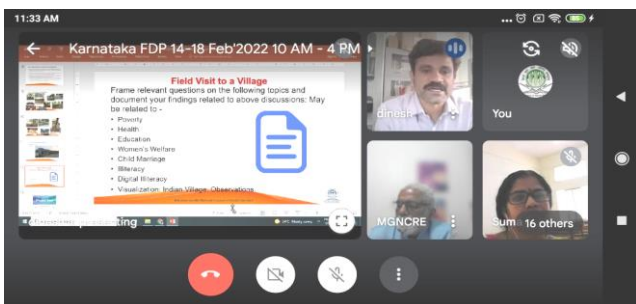 11:33 AM
Karnataka FDP 14-18 Feb'2022 10 AM - 4 PM
Field Visit to a Village
Frame relevant questions on the following topics and
document your findings related to above discussions: May
be related to -
• Poverty
• Health
• Education
• Women's Welfare
• Child Marriage
• Illiteracy
• Digital Illiteracy
• Visualization: Indian Village: Observations
dinesh
You
MGNCRE
Suma
16 others